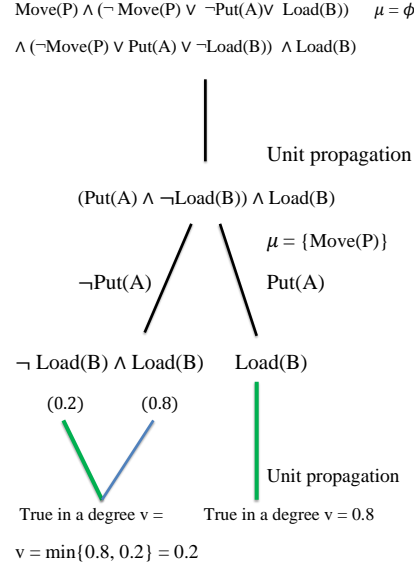 Move(P) ∧ (¬ Move(P) ∨ ¬Put(A)∨ Load(B)) μ = ϕ
∧ (¬Move(P) ∨ Put(A) ∨ ¬Load(B)) ∧ Load(B)
Unit propagation
(Put(A) ∧ ¬Load(B)) ∧ Load(B)
μ = {Move(P)}
¬Put(A) Put(A)
¬ Load(B) ∧ Load(B) Load(B)
(0.2) (0.8)
Unit propagation
True in a degree v = True in a degree v = 0.8
v = min{0.8, 0.2} = 0.2